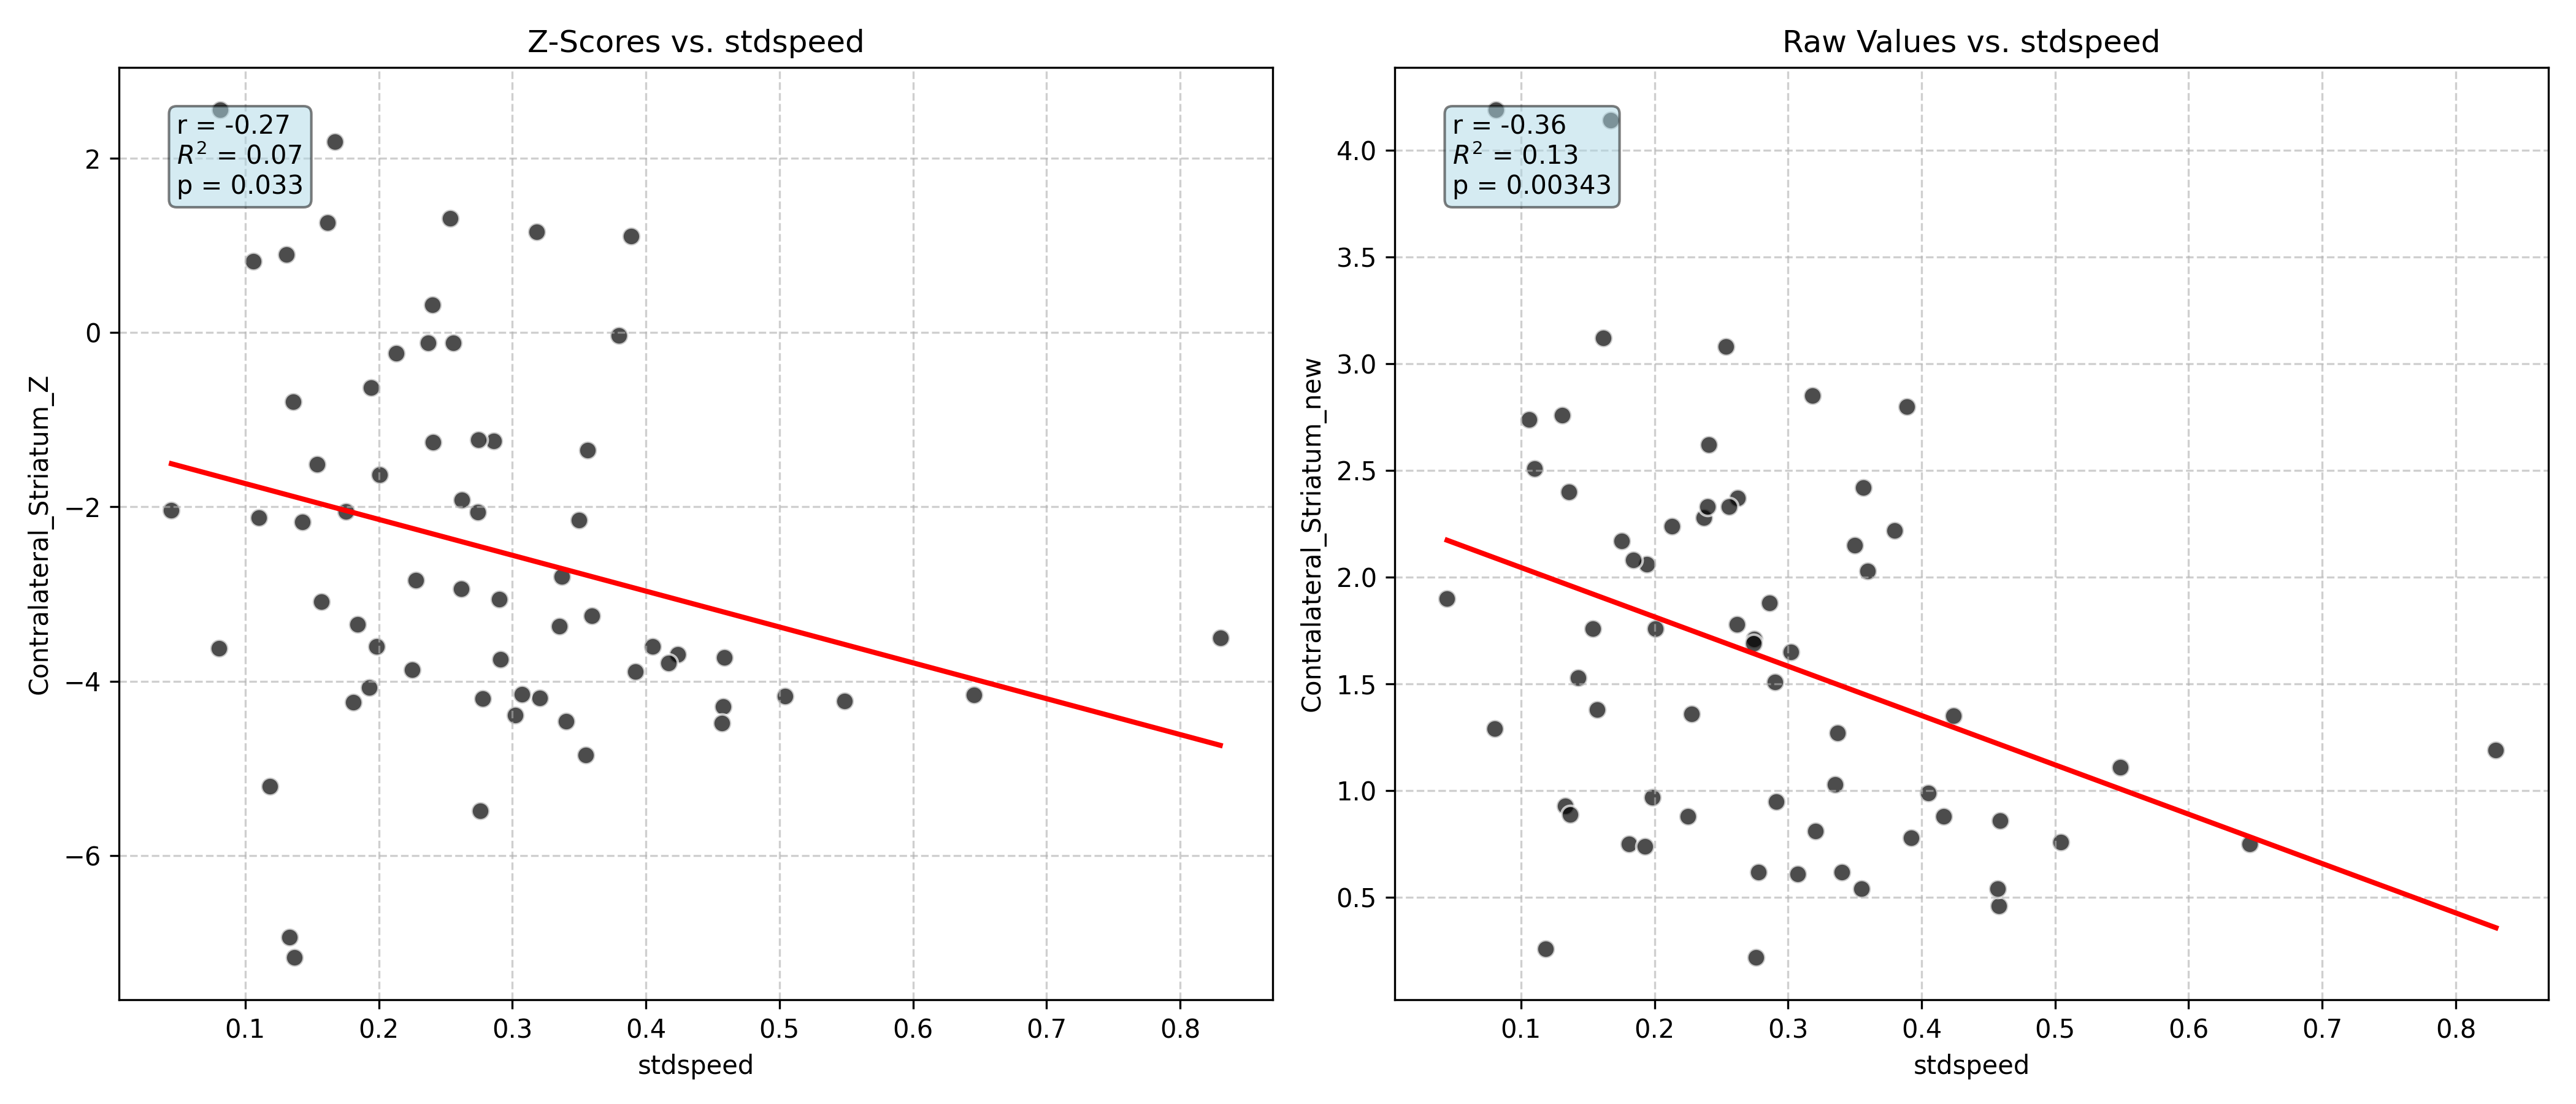 Z-Scores vs. stdspeed
r = -0.27
R² = 0.07
p = 0.033
Contralateral_Striatum_Z
2
0
−2
−4
−6
0.1 0.2 0.3 0.4 0.5 0.6 0.7 0.8
stdspeed
Raw Values vs. stdspeed
r = -0.36
R² = 0.13
p = 0.00343
Contralateral_Striatum_new
4.0
3.5
3.0
2.5
2.0
1.5
1.0
0.5
0.1 0.2 0.3 0.4 0.5 0.6 0.7 0.8
stdspeed